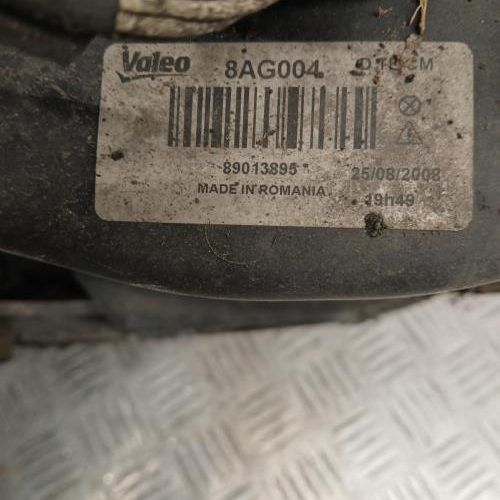 Valeo 8AG004
89013895 25/08/2008
MADE IN ROMANIA 19h49